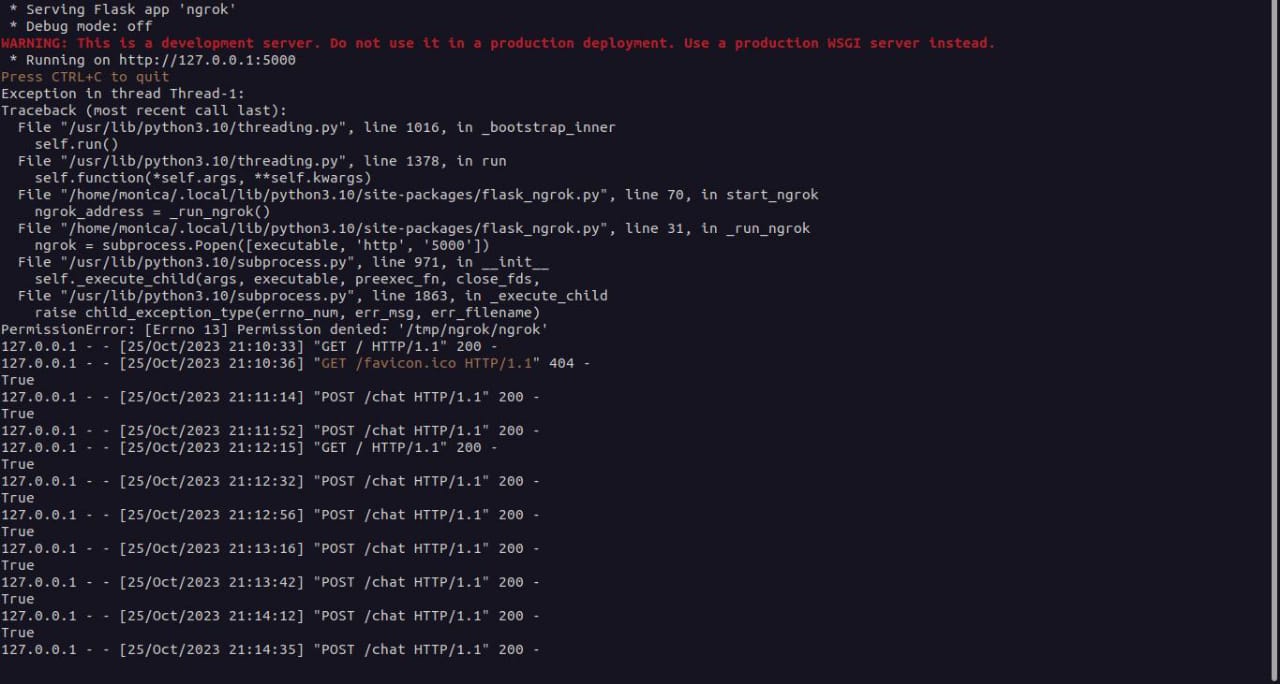 * Serving Flask app 'ngrok'
 * Debug mode: off
WARNING: This is a development server. Do not use it in a production deployment. Use a production WSGI server instead.
 * Running on http://127.0.0.1:5000
Press CTRL+C to quit
Exception in thread Thread-1:
Traceback (most recent call last):
  File "/usr/lib/python3.10/threading.py", line 1016, in _bootstrap_inner
    self.run()
  File "/usr/lib/python3.10/threading.py", line 1378, in run
    self.function(*self.args, **self.kwargs)
  File "/home/monica/.local/lib/python3.10/site-packages/flask_ngrok.py", line 70, in start_ngrok
    ngrok_address = _run_ngrok()
  File "/home/monica/.local/lib/python3.10/site-packages/flask_ngrok.py", line 31, in _run_ngrok
    ngrok = subprocess.Popen([executable, 'http', '5000'])
  File "/usr/lib/python3.10/subprocess.py", line 971, in __init__
    self._execute_child(args, executable, preexec_fn, close_fds,
  File "/usr/lib/python3.10/subprocess.py", line 1863, in _execute_child
    raise child_exception_type(errno_num, err_msg, err_filename)
PermissionError: [Errno 13] Permission denied: '/tmp/ngrok/ngrok'
127.0.0.1 - - [25/Oct/2023 21:10:33] "GET / HTTP/1.1" 200 -
127.0.0.1 - - [25/Oct/2023 21:10:36] "GET /favicon.ico HTTP/1.1" 404 -
True
127.0.0.1 - - [25/Oct/2023 21:11:14] "POST /chat HTTP/1.1" 200 -
True
127.0.0.1 - - [25/Oct/2023 21:11:52] "POST /chat HTTP/1.1" 200 -
127.0.0.1 - - [25/Oct/2023 21:12:15] "GET / HTTP/1.1" 200 -
True
127.0.0.1 - - [25/Oct/2023 21:12:32] "POST /chat HTTP/1.1" 200 -
True
127.0.0.1 - - [25/Oct/2023 21:12:56] "POST /chat HTTP/1.1" 200 -
True
127.0.0.1 - - [25/Oct/2023 21:13:16] "POST /chat HTTP/1.1" 200 -
True
127.0.0.1 - - [25/Oct/2023 21:13:42] "POST /chat HTTP/1.1" 200 -
True
127.0.0.1 - - [25/Oct/2023 21:14:12] "POST /chat HTTP/1.1" 200 -
True
127.0.0.1 - - [25/Oct/2023 21:14:35] "POST /chat HTTP/1.1" 200 -